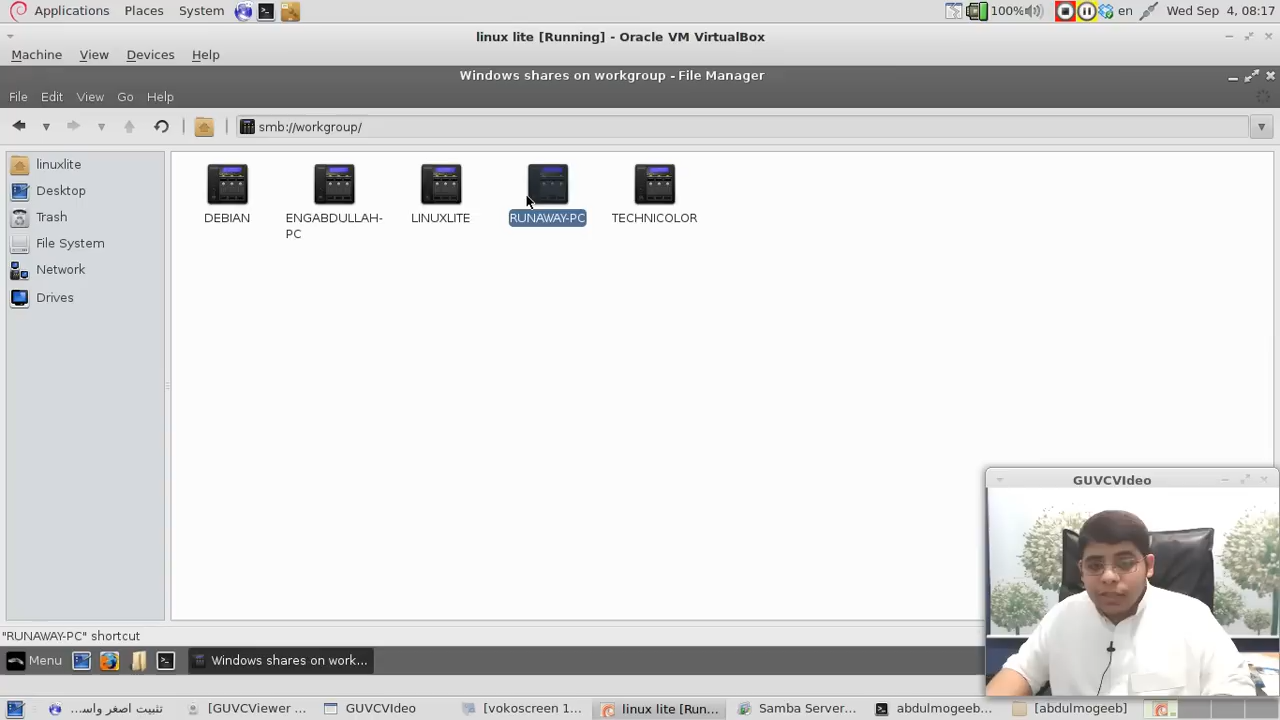 Applications Places System 100% en Wed Sep 4, 08:17
linux lite [Running] - Oracle VM VirtualBox
Machine View Devices Help
Windows shares on workgroup - File Manager
File Edit View Go Help
smb://workgroup/
linuxlite
Desktop
Trash
File System
Network
Drives
DEBIAN
ENGABDULLAH-
PC
LINUXLITE
RUNAWAY-PC
TECHNICOLOR
GUVCVIdeo
"RUNAWAY-PC" shortcut
Menu Windows shares on work...
تثبيت اصغر واس... [GUVCViewer ... GUVCVIdeo [vokoscreen 1... linux lite [Run... Samba Server... abdulmogeeb... [abdulmogeeb]